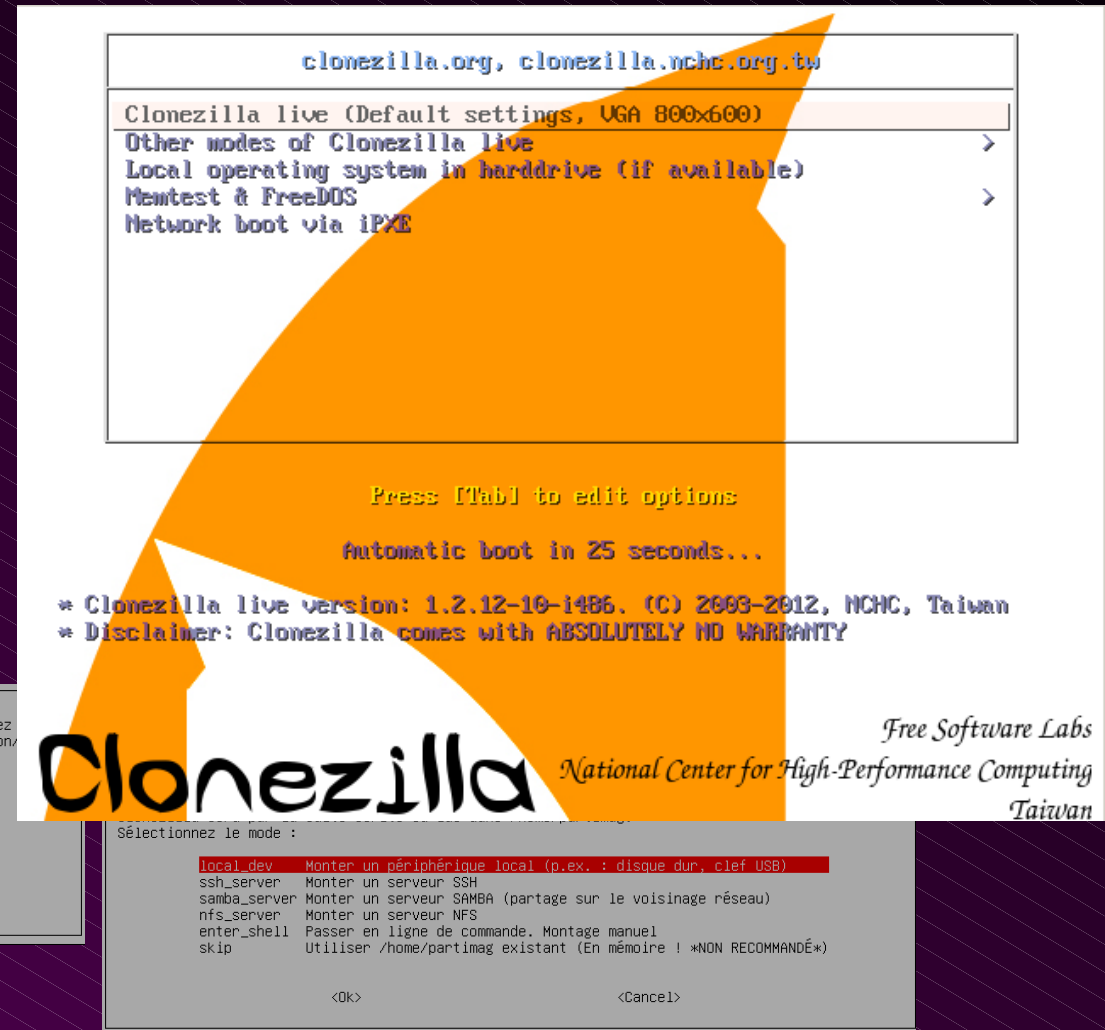 clonezilla.org, clonezilla.nchc.org.tw
Clonezilla live (Default settings, VGA 800x600)
Other modes of Clonezilla live >
Local operating system in harddrive (if available)
Memtest & FreeDOS >
Network boot via iPXE
Press [Tab] to edit options
Automatic boot in 25 seconds...
* Clonezilla live version: 1.2.12-10-i486. (C) 2003-2012, NCHC, Taiwan
* Disclaimer: Clonezilla comes with ABSOLUTELY NO WARRANTY
Clonezilla
Free Software Labs
National Center for High-Performance Computing
Taiwan
ez
on/
Sélectionnez le mode :
local_dev Monter un périphérique local (p.ex. : disque dur, clef USB)
ssh_server Monter un serveur SSH
samba_server Monter un serveur SAMBA (partage sur le voisinage réseau)
nfs_server Monter un serveur NFS
enter_shell Passer en ligne de commande. Montage manuel
skip Utiliser /home/partimag existant (En mémoire ! *NON RECOMMANDÉ*)
<Ok> <Cancel>